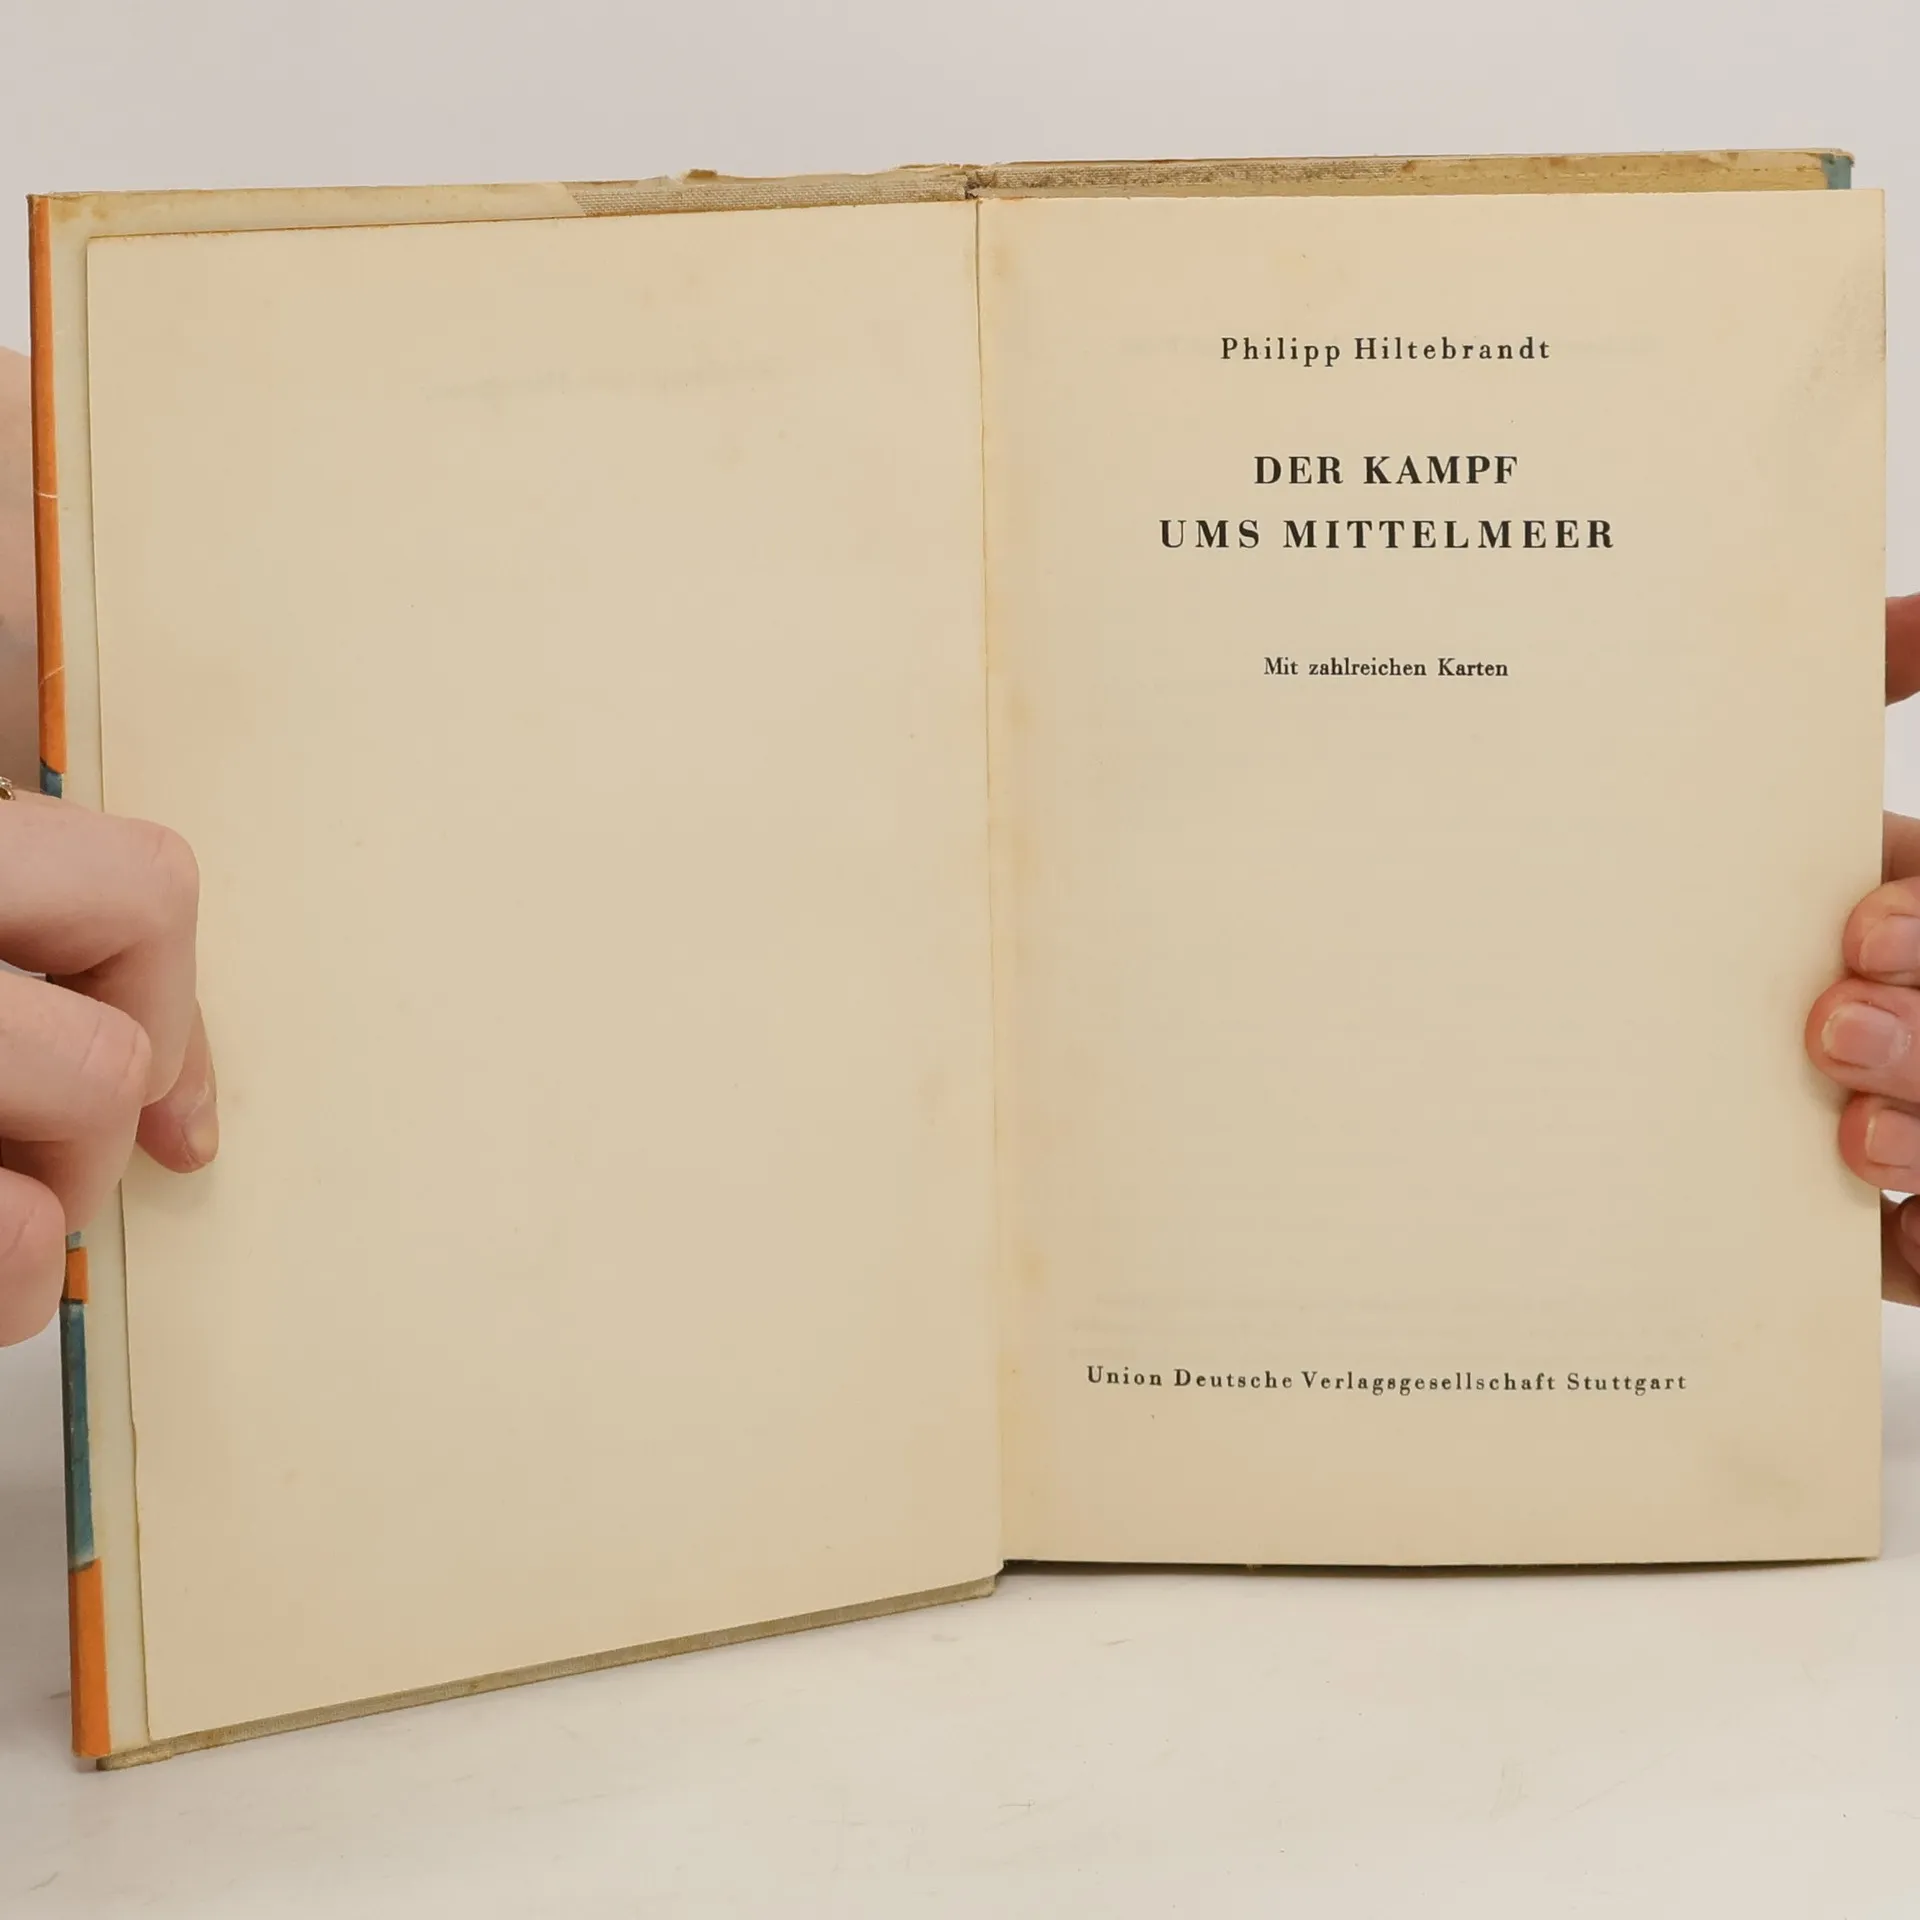 Philipp Hiltebrandt
DER KAMPF
UMS MITTELMEER
Mit zahlreichen Karten
Union Deutsche Verlagsgesellschaft Stuttgart